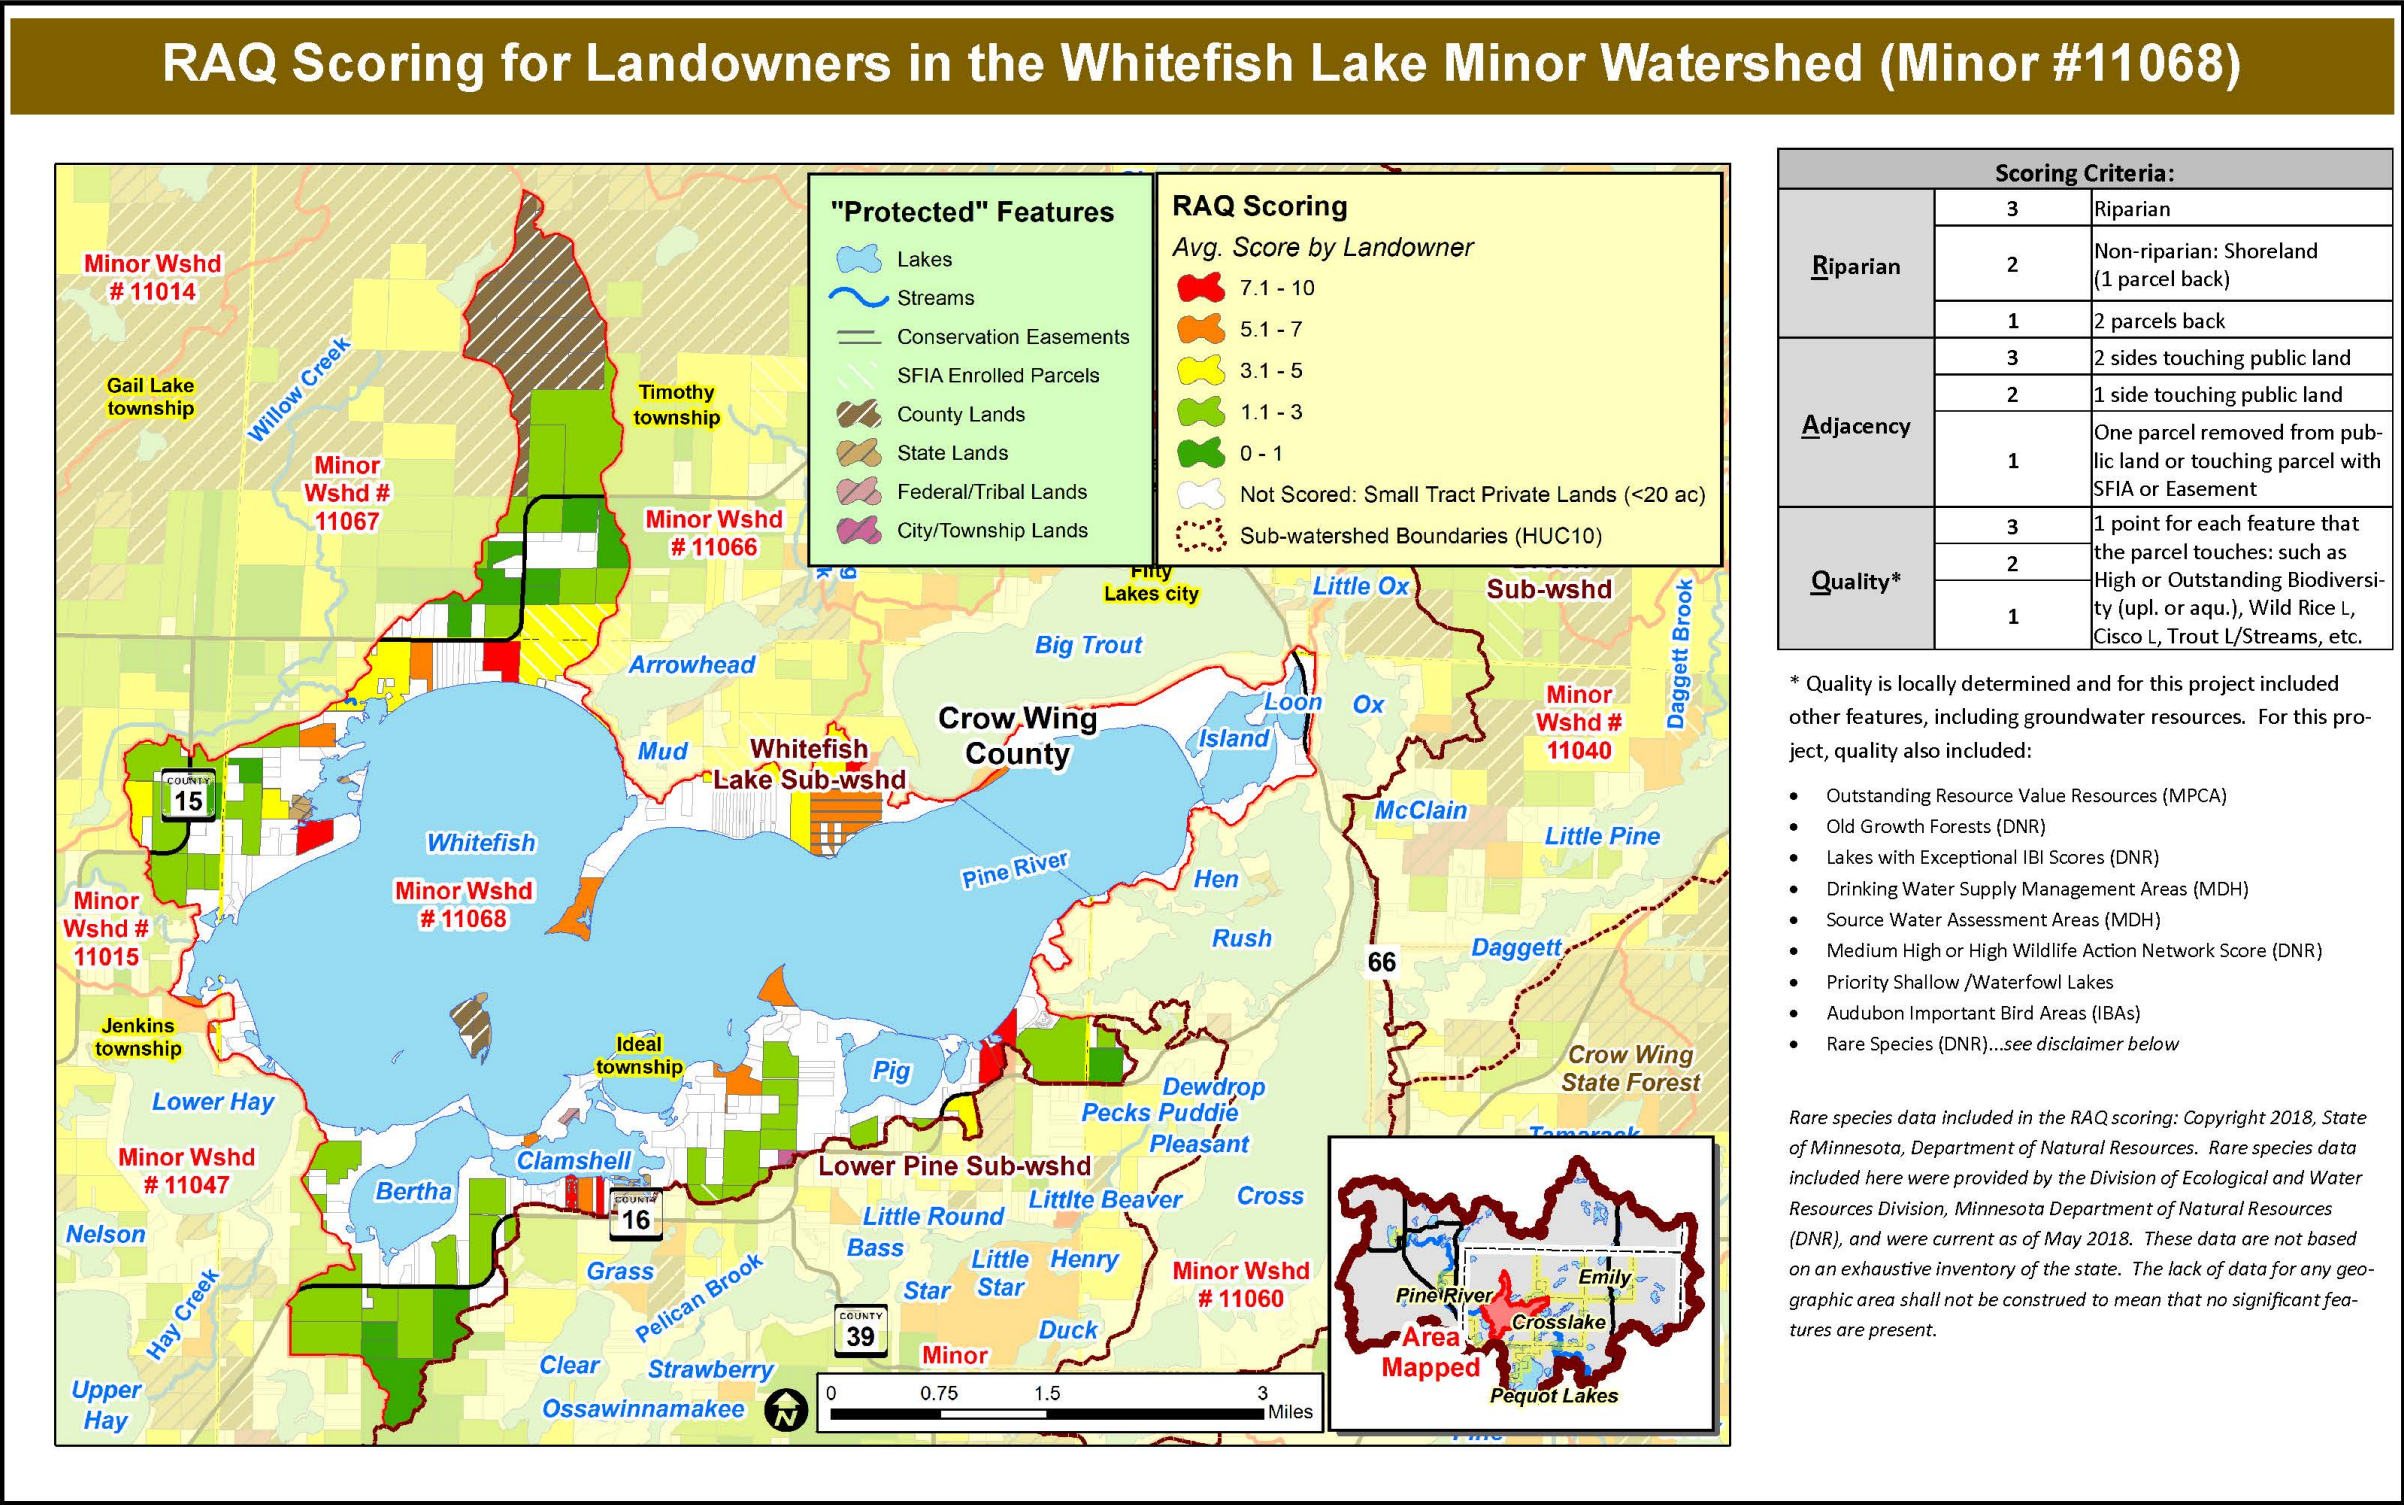 RAQ Scoring for Landowners in the Whitefish Lake Minor Watershed (Minor #11068)
"Protected" Features
Lakes
Streams
Conservation Easements
SFIA Enrolled Parcels
County Lands
State Lands
Federal/Tribal Lands
City/Township Lands
RAQ Scoring
Avg. Score by Landowner
7.1 - 10
5.1 - 7
3.1 - 5
1.1 - 3
0 - 1
Not Scored: Small Tract Private Lands (<20 ac)
Sub-watershed Boundaries (HUC10)
Minor Wshd
# 11014
Gail Lake
township
Willow Creek
Timothy
township
Minor
Wshd #
11067
Minor Wshd
# 11066
Fifty
Lakes city
Little Ox
Sub-wshd
Daggett Brook
Big Trout
Arrowhead
Crow Wing
County
Loon
Ox
Island
Minor
Wshd #
11040
Mud
Whitefish
Lake Sub-wshd
COUNTY
15
McClain
Little Pine
Whitefish
Minor Wshd
# 11068
Pine River
Hen
Minor
Wshd #
11015
Rush
Daggett
66
Jenkins
township
Ideal
township
Pig
Crow Wing
State Forest
Dewdrop
Pecks Puddie
Pleasant
Lower Hay
Minor Wshd
# 11047
Clamshell
Lower Pine Sub-wshd
Bertha
COUNTY
16
Littlte Beaver
Cross
Little Round
Nelson
Bass
Little
Star
Henry
Star
Grass
Pelican Brook
Hay Creek
Minor Wshd
# 11060
COUNTY
39
Duck
Minor
Clear
Strawberry
Ossawinnamakee
Upper
Hay
N
0 0.75 1.5 3
Miles
Tamarack
Emily
Pine River
Crosslake
Area
Mapped
Pequot Lakes
Scoring Criteria:
Riparian
3 Riparian
2 Non-riparian: Shoreland
(1 parcel back)
1 2 parcels back
Adjacency
3 2 sides touching public land
2 1 side touching public land
1 One parcel removed from pub-
lic land or touching parcel with
SFIA or Easement
Quality*
3 1 point for each feature that
2 the parcel touches: such as
High or Outstanding Biodiversi-
1 ty (upl. or aqu.), Wild Rice L,
Cisco L, Trout L/Streams, etc.
* Quality is locally determined and for this project included
other features, including groundwater resources. For this pro-
ject, quality also included:
• Outstanding Resource Value Resources (MPCA)
• Old Growth Forests (DNR)
• Lakes with Exceptional IBI Scores (DNR)
• Drinking Water Supply Management Areas (MDH)
• Source Water Assessment Areas (MDH)
• Medium High or High Wildlife Action Network Score (DNR)
• Priority Shallow /Waterfowl Lakes
• Audubon Important Bird Areas (IBAs)
• Rare Species (DNR)...see disclaimer below
Rare species data included in the RAQ scoring: Copyright 2018, State
of Minnesota, Department of Natural Resources. Rare species data
included here were provided by the Division of Ecological and Water
Resources Division, Minnesota Department of Natural Resources
(DNR), and were current as of May 2018. These data are not based
on an exhaustive inventory of the state. The lack of data for any geo-
graphic area shall not be construed to mean that no significant fea-
tures are present.